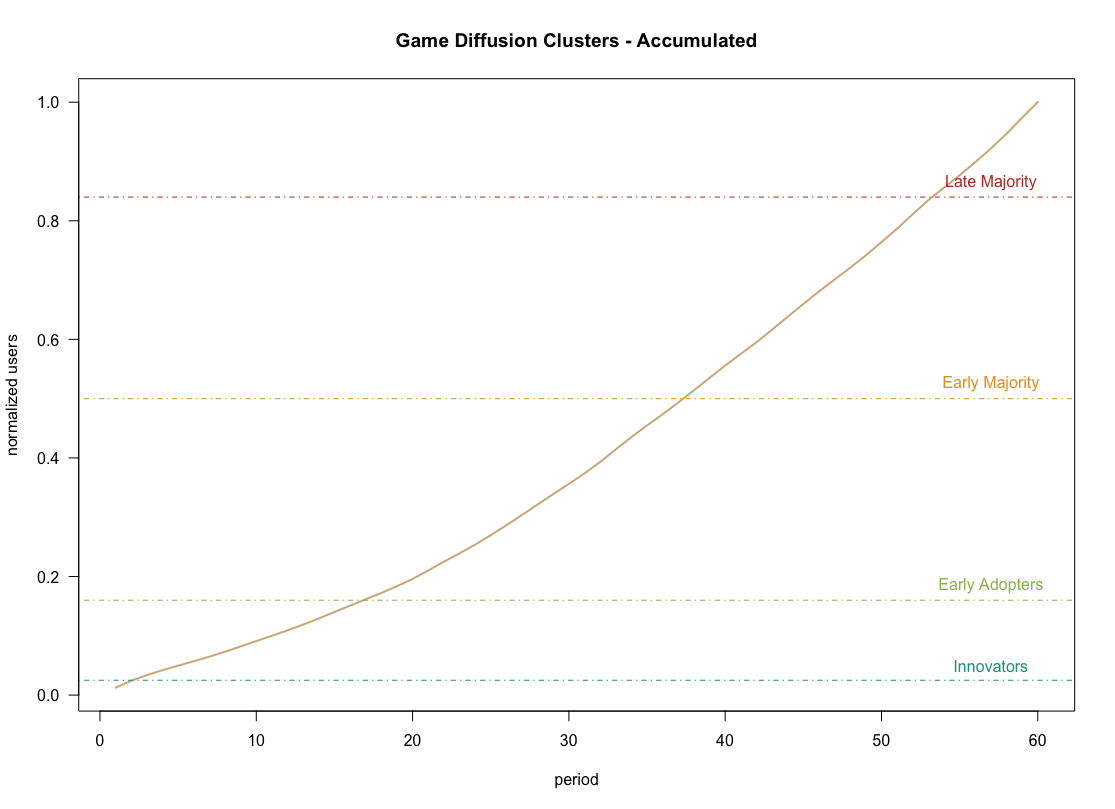 Game Diffusion Clusters - Accumulated
1.0
0.8
0.6
0.4
0.2
0.0
normalized users
Late Majority
Early Majority
Early Adopters
Innovators
0 10 20 30 40 50 60
period